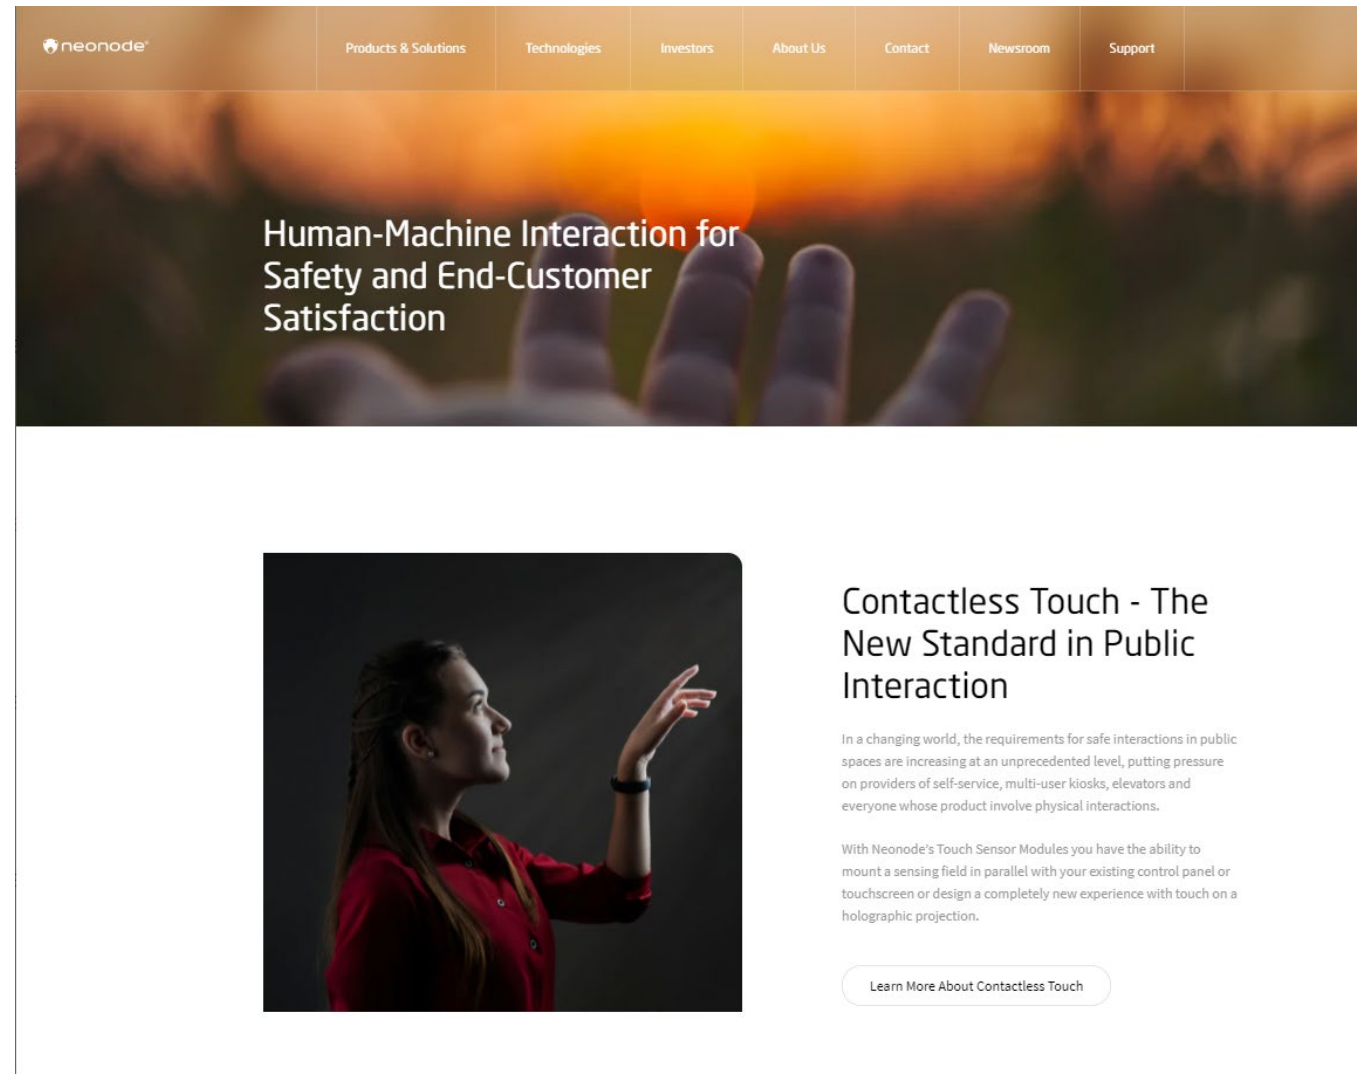 neonode®
Products & Solutions
Technologies
Investors
About Us
Contact
Newsroom
Support
Human-Machine Interaction for
Safety and End-Customer
Satisfaction
Contactless Touch - The
New Standard in Public
Interaction
In a changing world, the requirements for safe interactions in public
spaces are increasing at an unprecedented level, putting pressure
on providers of self-service, multi-user kiosks, elevators and
everyone whose product involve physical interactions.
With Neonode's Touch Sensor Modules you have the ability to
mount a sensing field in parallel with your existing control panel or
touchscreen or design a completely new experience with touch on a
holographic projection.
Learn More About Contactless Touch